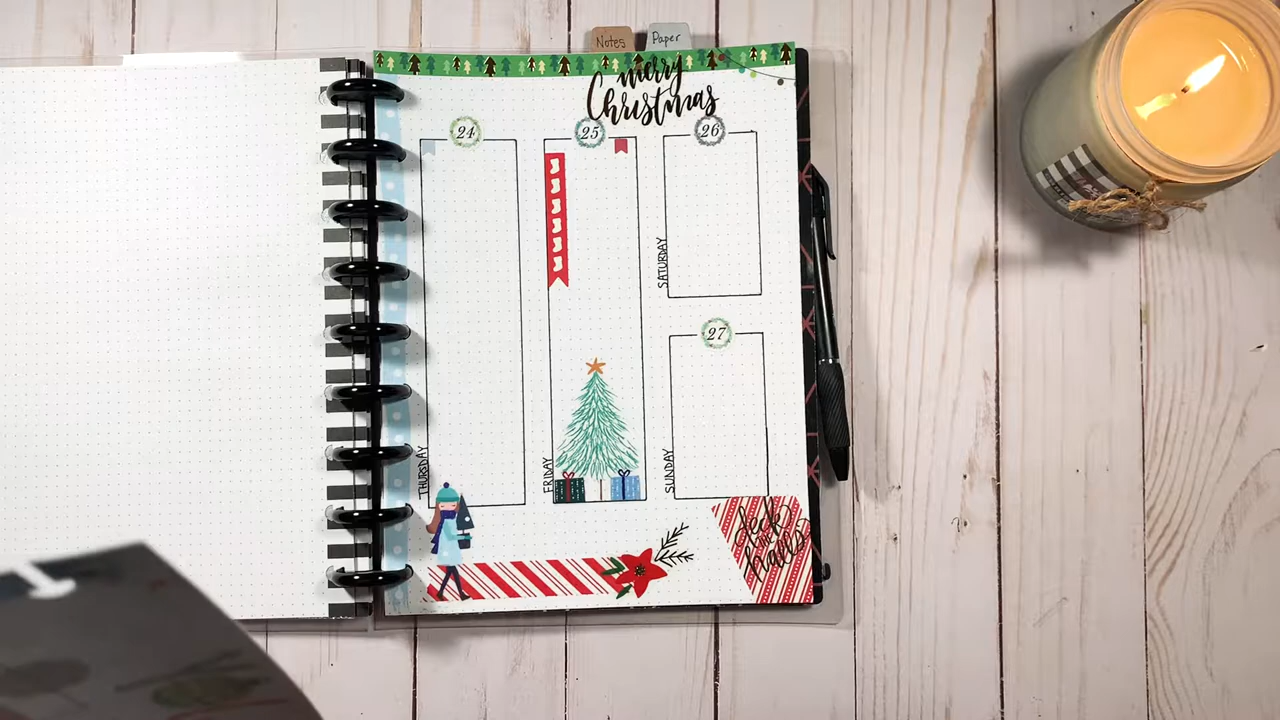 Notes
Paper
merry
Christmas
24
25
26
27
THURSDAY
FRIDAY
SATURDAY
SUNDAY
deck
the
halls